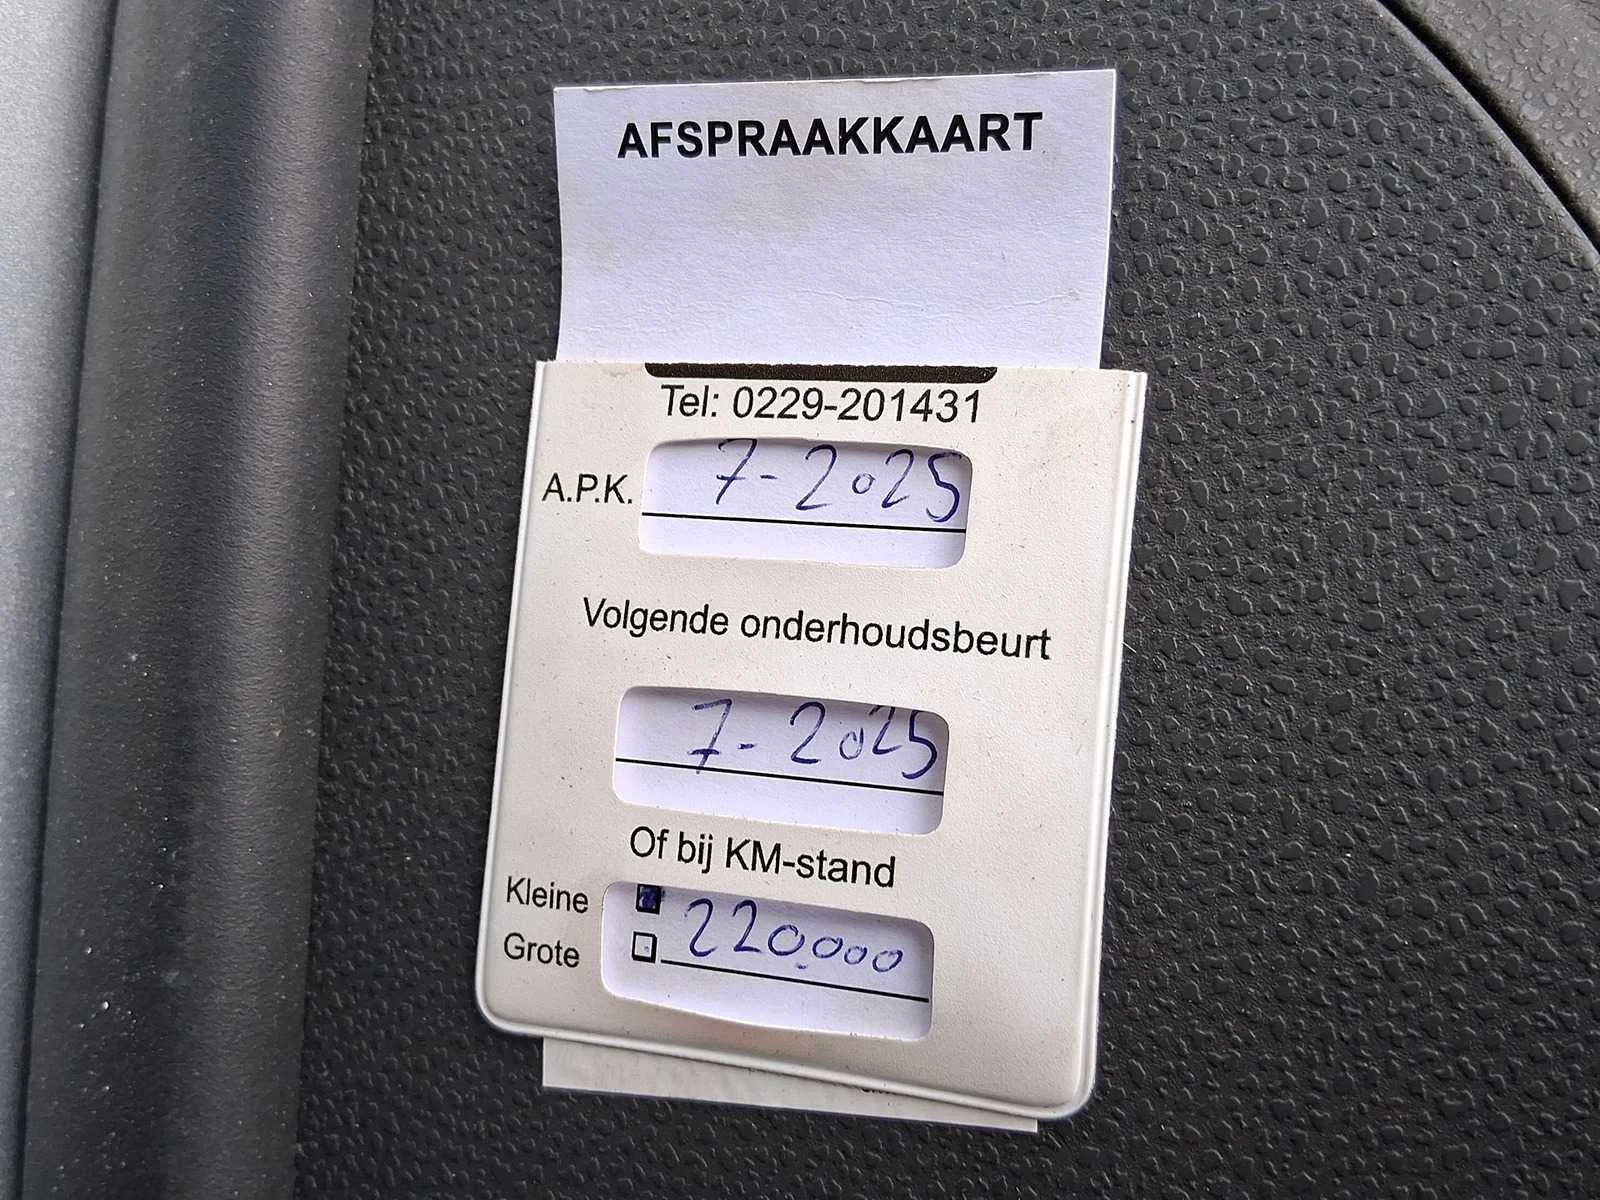 AFSPRAAKKAART
Tel: 0229-201431
A.P.K. 7-2025
Volgende onderhoudsbeurt
7-2025
Of bij KM-stand
Kleine
Grote 220.000